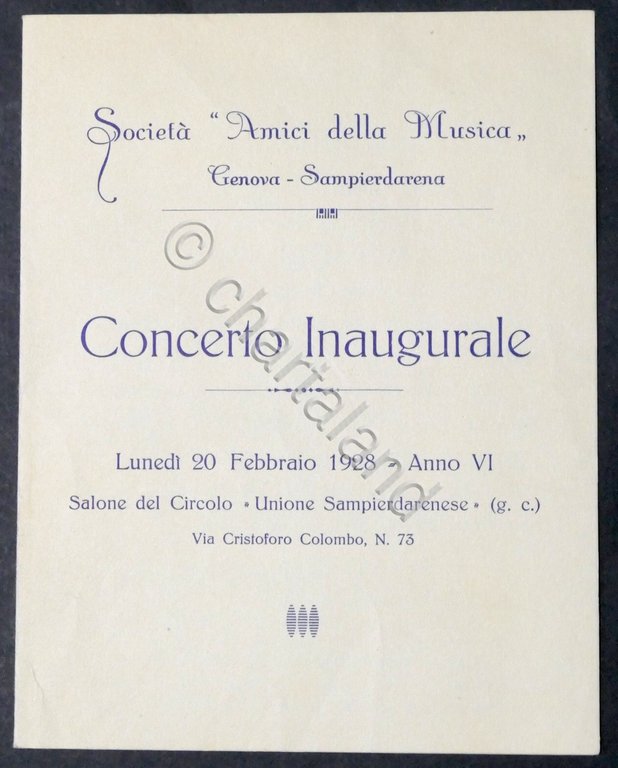 Società "Amici della Musica„
Genova - Sampierdarena
Concerto Inaugurale
Lunedì 20 Febbraio 1928 - Anno VI
Salone del Circolo "Unione Sampierdarenese" (g. c.)
Via Cristoforo Colombo, N. 73
© chartaland